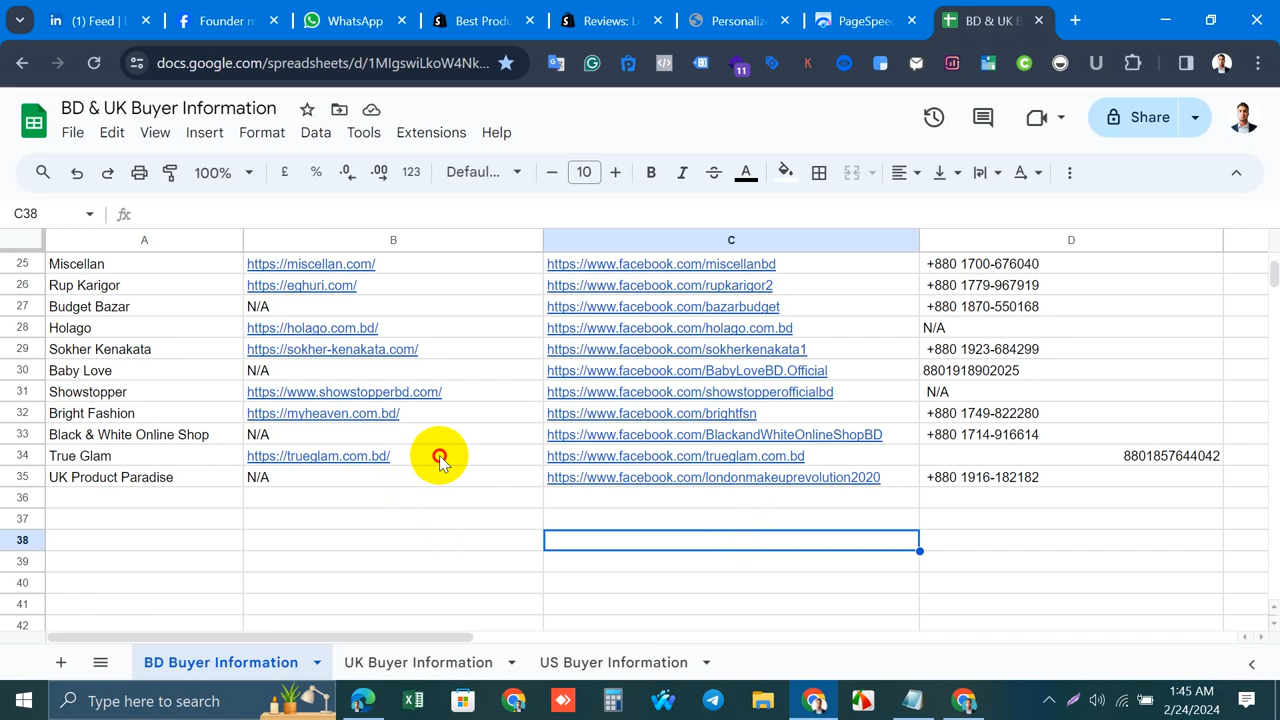 (1) Feed | L
Founder m
WhatsApp
Best Produ
Reviews: L
Personaliz
PageSpee
BD & UK B
docs.google.com/spreadsheets/d/1MIgswiLkoW4Nk...
11
BD & UK Buyer Information
File Edit View Insert Format Data Tools Extensions Help
Share
100% £ % .0 .00 123 Defaul... 10 B I S A
C38 fx
A B C D
25 Miscellan https://miscellan.com/ https://www.facebook.com/miscellanbd +880 1700-676040
26 Rup Karigor https://eghuri.com/ https://www.facebook.com/rupkarigor2 +880 1779-967919
27 Budget Bazar N/A https://www.facebook.com/bazarbudget +880 1870-550168
28 Holago https://holago.com.bd/ https://www.facebook.com/holago.com.bd N/A
29 Sokher Kenakata https://sokher-kenakata.com/ https://www.facebook.com/sokherkenakata1 +880 1923-684299
30 Baby Love N/A https://www.facebook.com/BabyLoveBD.Official 8801918902025
31 Showstopper https://www.showstopperbd.com/ https://www.facebook.com/showstopperofficialbd N/A
32 Bright Fashion https://myheaven.com.bd/ https://www.facebook.com/brightfsn +880 1749-822280
33 Black & White Online Shop N/A https://www.facebook.com/BlackandWhiteOnlineShopBD +880 1714-916614
34 True Glam https://trueglam.com.bd/ https://www.facebook.com/trueglam.com.bd 8801857644042
35 UK Product Paradise N/A https://www.facebook.com/londonmakeuprevolution2020 +880 1916-182182
36
37
38
39
40
41
42
BD Buyer Information UK Buyer Information US Buyer Information
Type here to search
1:45 AM
2/24/2024